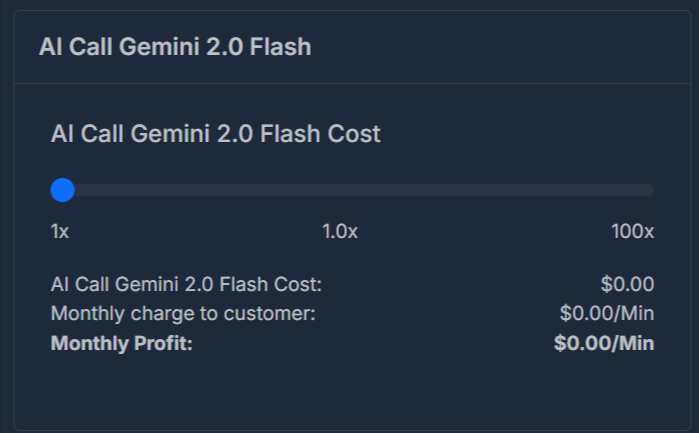 AI Call Gemini 2.0 Flash
AI Call Gemini 2.0 Flash Cost
1x 1.0x 100x
AI Call Gemini 2.0 Flash Cost: $0.00
Monthly charge to customer: $0.00/Min
Monthly Profit: $0.00/Min